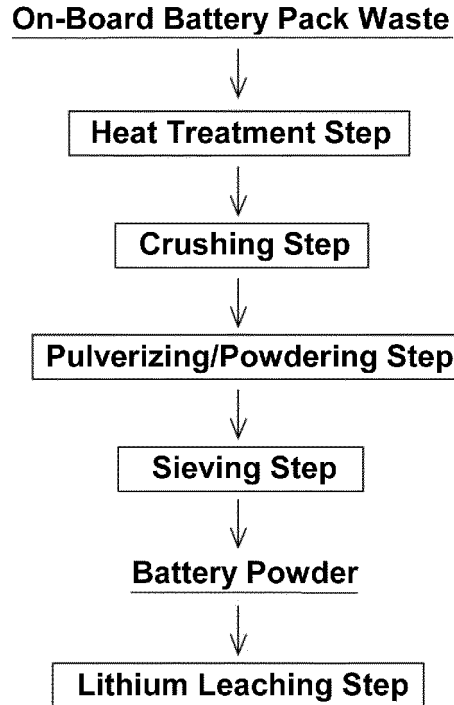 On-Board Battery Pack Waste
Heat Treatment Step
Crushing Step
Pulverizing/Powdering Step
Sieving Step
Battery Powder
Lithium Leaching Step